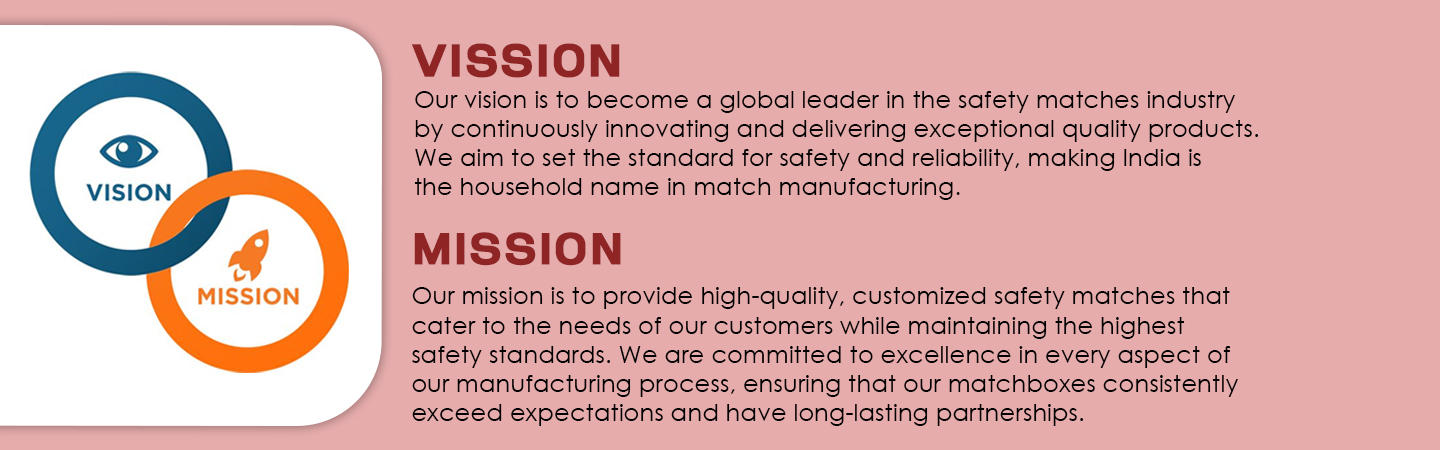 VISION
MISSION
VISSION
Our vision is to become a global leader in the safety matches industry
by continuously innovating and delivering exceptional quality products.
We aim to set the standard for safety and reliability, making India is
the household name in match manufacturing.
MISSION
Our mission is to provide high-quality, customized safety matches that
cater to the needs of our customers while maintaining the highest
safety standards. We are committed to excellence in every aspect of
our manufacturing process, ensuring that our matchboxes consistently
exceed expectations and have long-lasting partnerships.